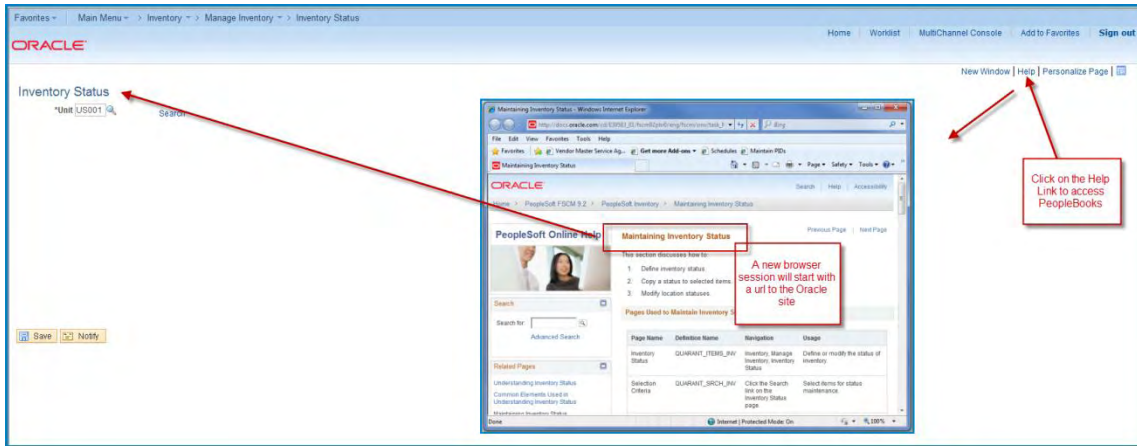 Favorites Main Menu > Inventory > Manage Inventory > Inventory Status
Home Worklist MultiChannel Console Add to Favorites Sign out
ORACLE
New Window | Help | Personalize Page |
Inventory Status
*Unit US001 Search
Maintaining Inventory Status - Windows Internet Explorer
File Edit View Favorites Tools Help
Favorites Vendor Master Service Ag... Get more Add-ons Schedules Maintain PIDs
Maintaining Inventory Status
Page Safety Tools
ORACLE
Search | Help | Accessibility
Home > PeopleSoft FSCM 9.2 > PeopleSoft Inventory > Maintaining Inventory Status
Click on the Help
Link to access
PeopleBooks
Previous Page | Next Page
PeopleSoft Online Help
Maintaining Inventory Status
This section discusses how to:
1. Define inventory status.
2. Copy a status to selected items.
3. Modify location statuses.
A new browser
session will start with
a url to the Oracle
site
Pages Used to Maintain Inventory
Search
Search for
Advanced Search
Page Name Definition Name Navigation Usage
Inventory Status QUARANT_ITEMS_INV Inventory, Manage Inventory, Inventory Status Define or modify the status of inventory.
Selection Criteria QUARANT_SRCH_INV Click the Search link on the Inventory Status page. Select items for status maintenance.
Related Pages
Understanding Inventory Status
Common Elements Used in
Understanding Inventory Status
Maintaining Inventory Status
Save Notify
Done Internet | Protected Mode: On 100%